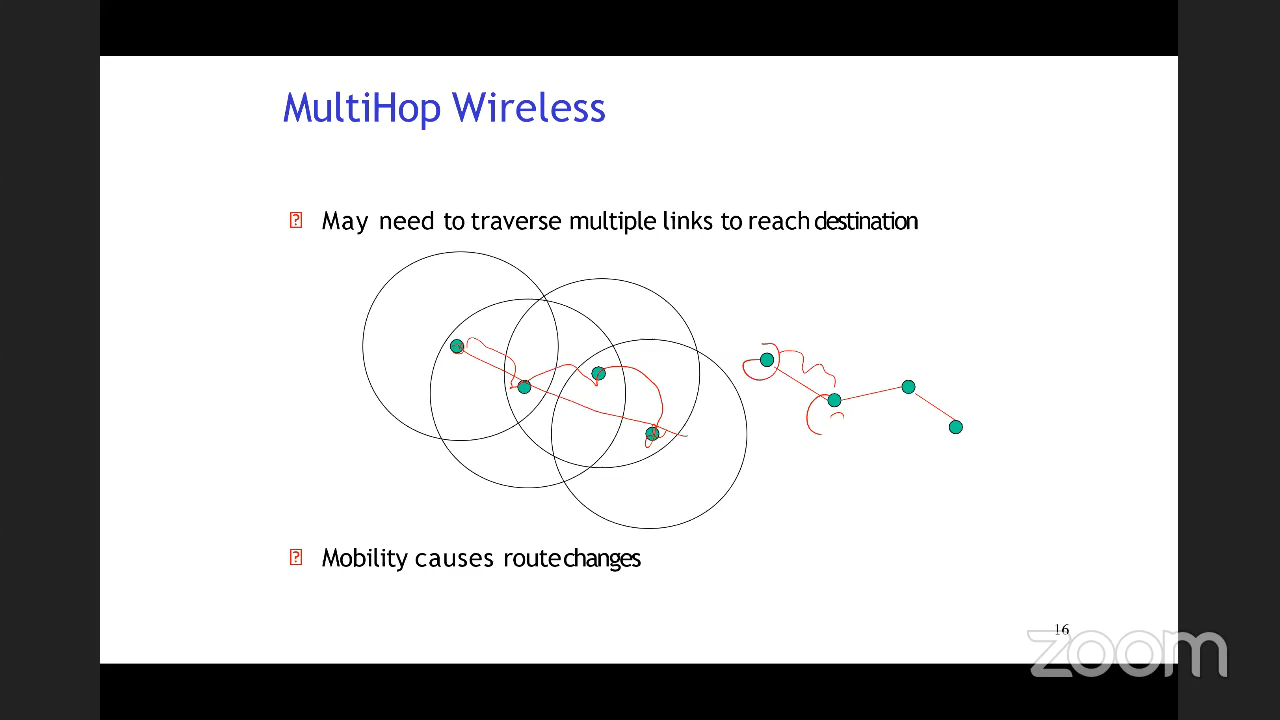 MultiHop Wireless
May need to traverse multiple links to reach destination
Mobility causes route changes
16
zoom